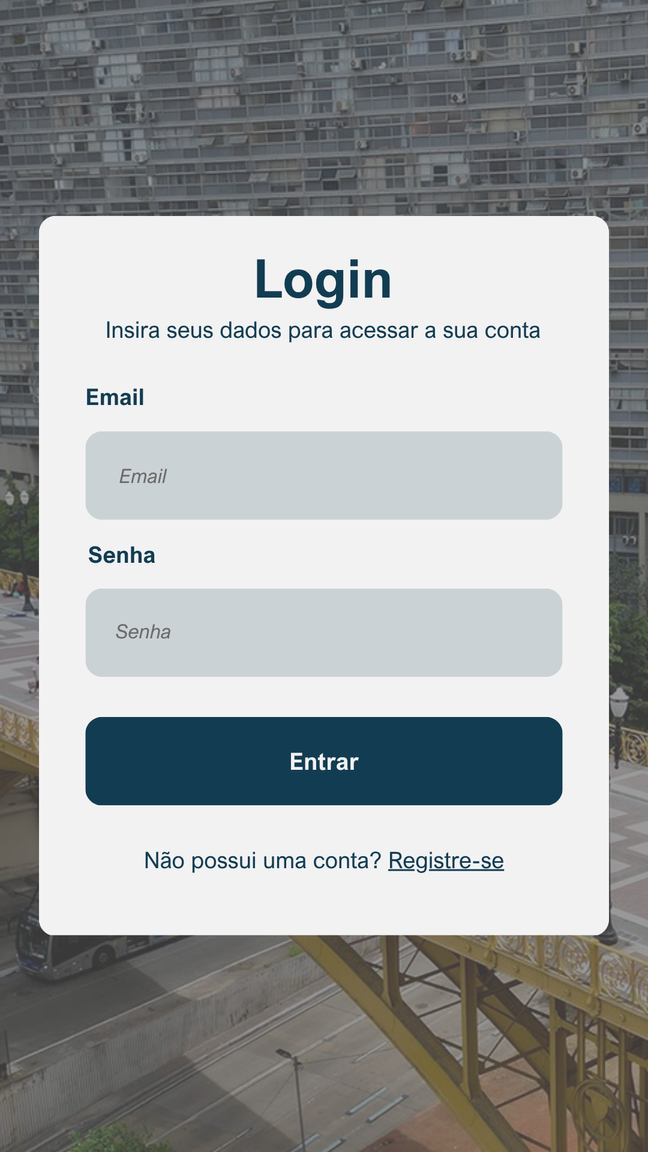 Login
Insira seus dados para acessar a sua conta
Email
Email
Senha
Senha
Entrar
Não possui uma conta? Registre-se